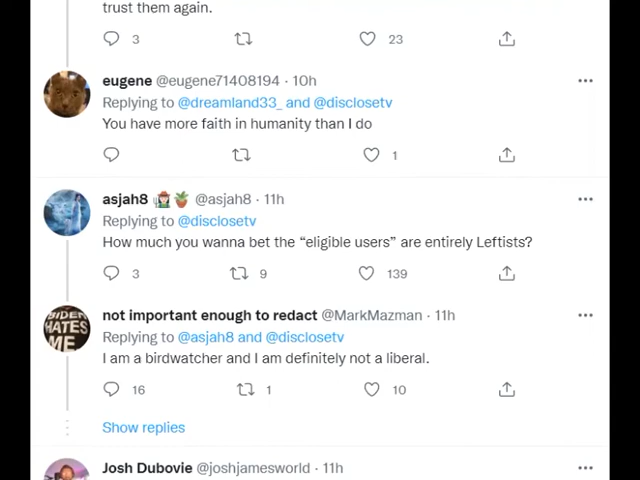 trust them again.
3 23
eugene @eugene71408194 · 10h
Replying to @dreamland33_ and @disclosetv
You have more faith in humanity than I do
1
asjah8 @asjah8 · 11h
Replying to @disclosetv
How much you wanna bet the “eligible users” are entirely Leftists?
3 9 139
BIDEN
HATES
ME
not important enough to redact @MarkMazman · 11h
Replying to @asjah8 and @disclosetv
I am a birdwatcher and I am definitely not a liberal.
16 1 10
Show replies
Josh Dubovie @joshjamesworld · 11h